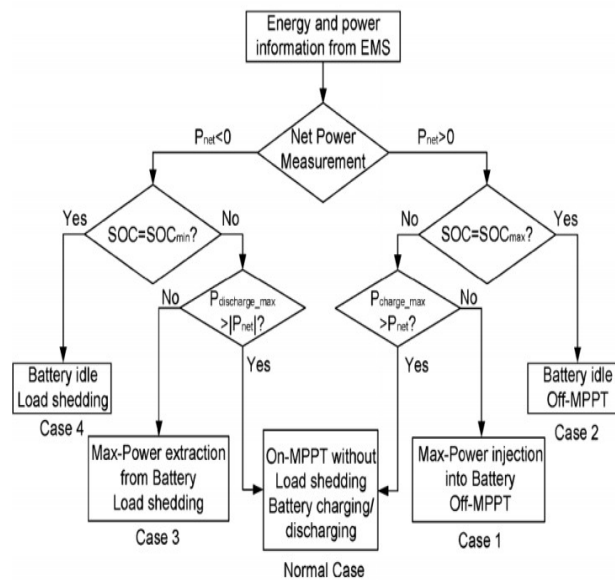 Energy and power
information from EMS
Pnet<0
Net Power
Measurement
Pnet>0
Yes
SOC=SOCmin?
No
No
SOC=SOCmax?
Yes
No
Pdischarge_max
>|Pnet|?
Yes
Pcharge_max
>Pnet?
No
Yes
Battery idle
Load shedding
Case 4
Battery idle
Off-MPPT
Case 2
Max-Power extraction
from Battery
Load shedding
Case 3
On-MPPT without
Load shedding
Battery charging/
discharging
Normal Case
Max-Power injection
into Battery
Off-MPPT
Case 1